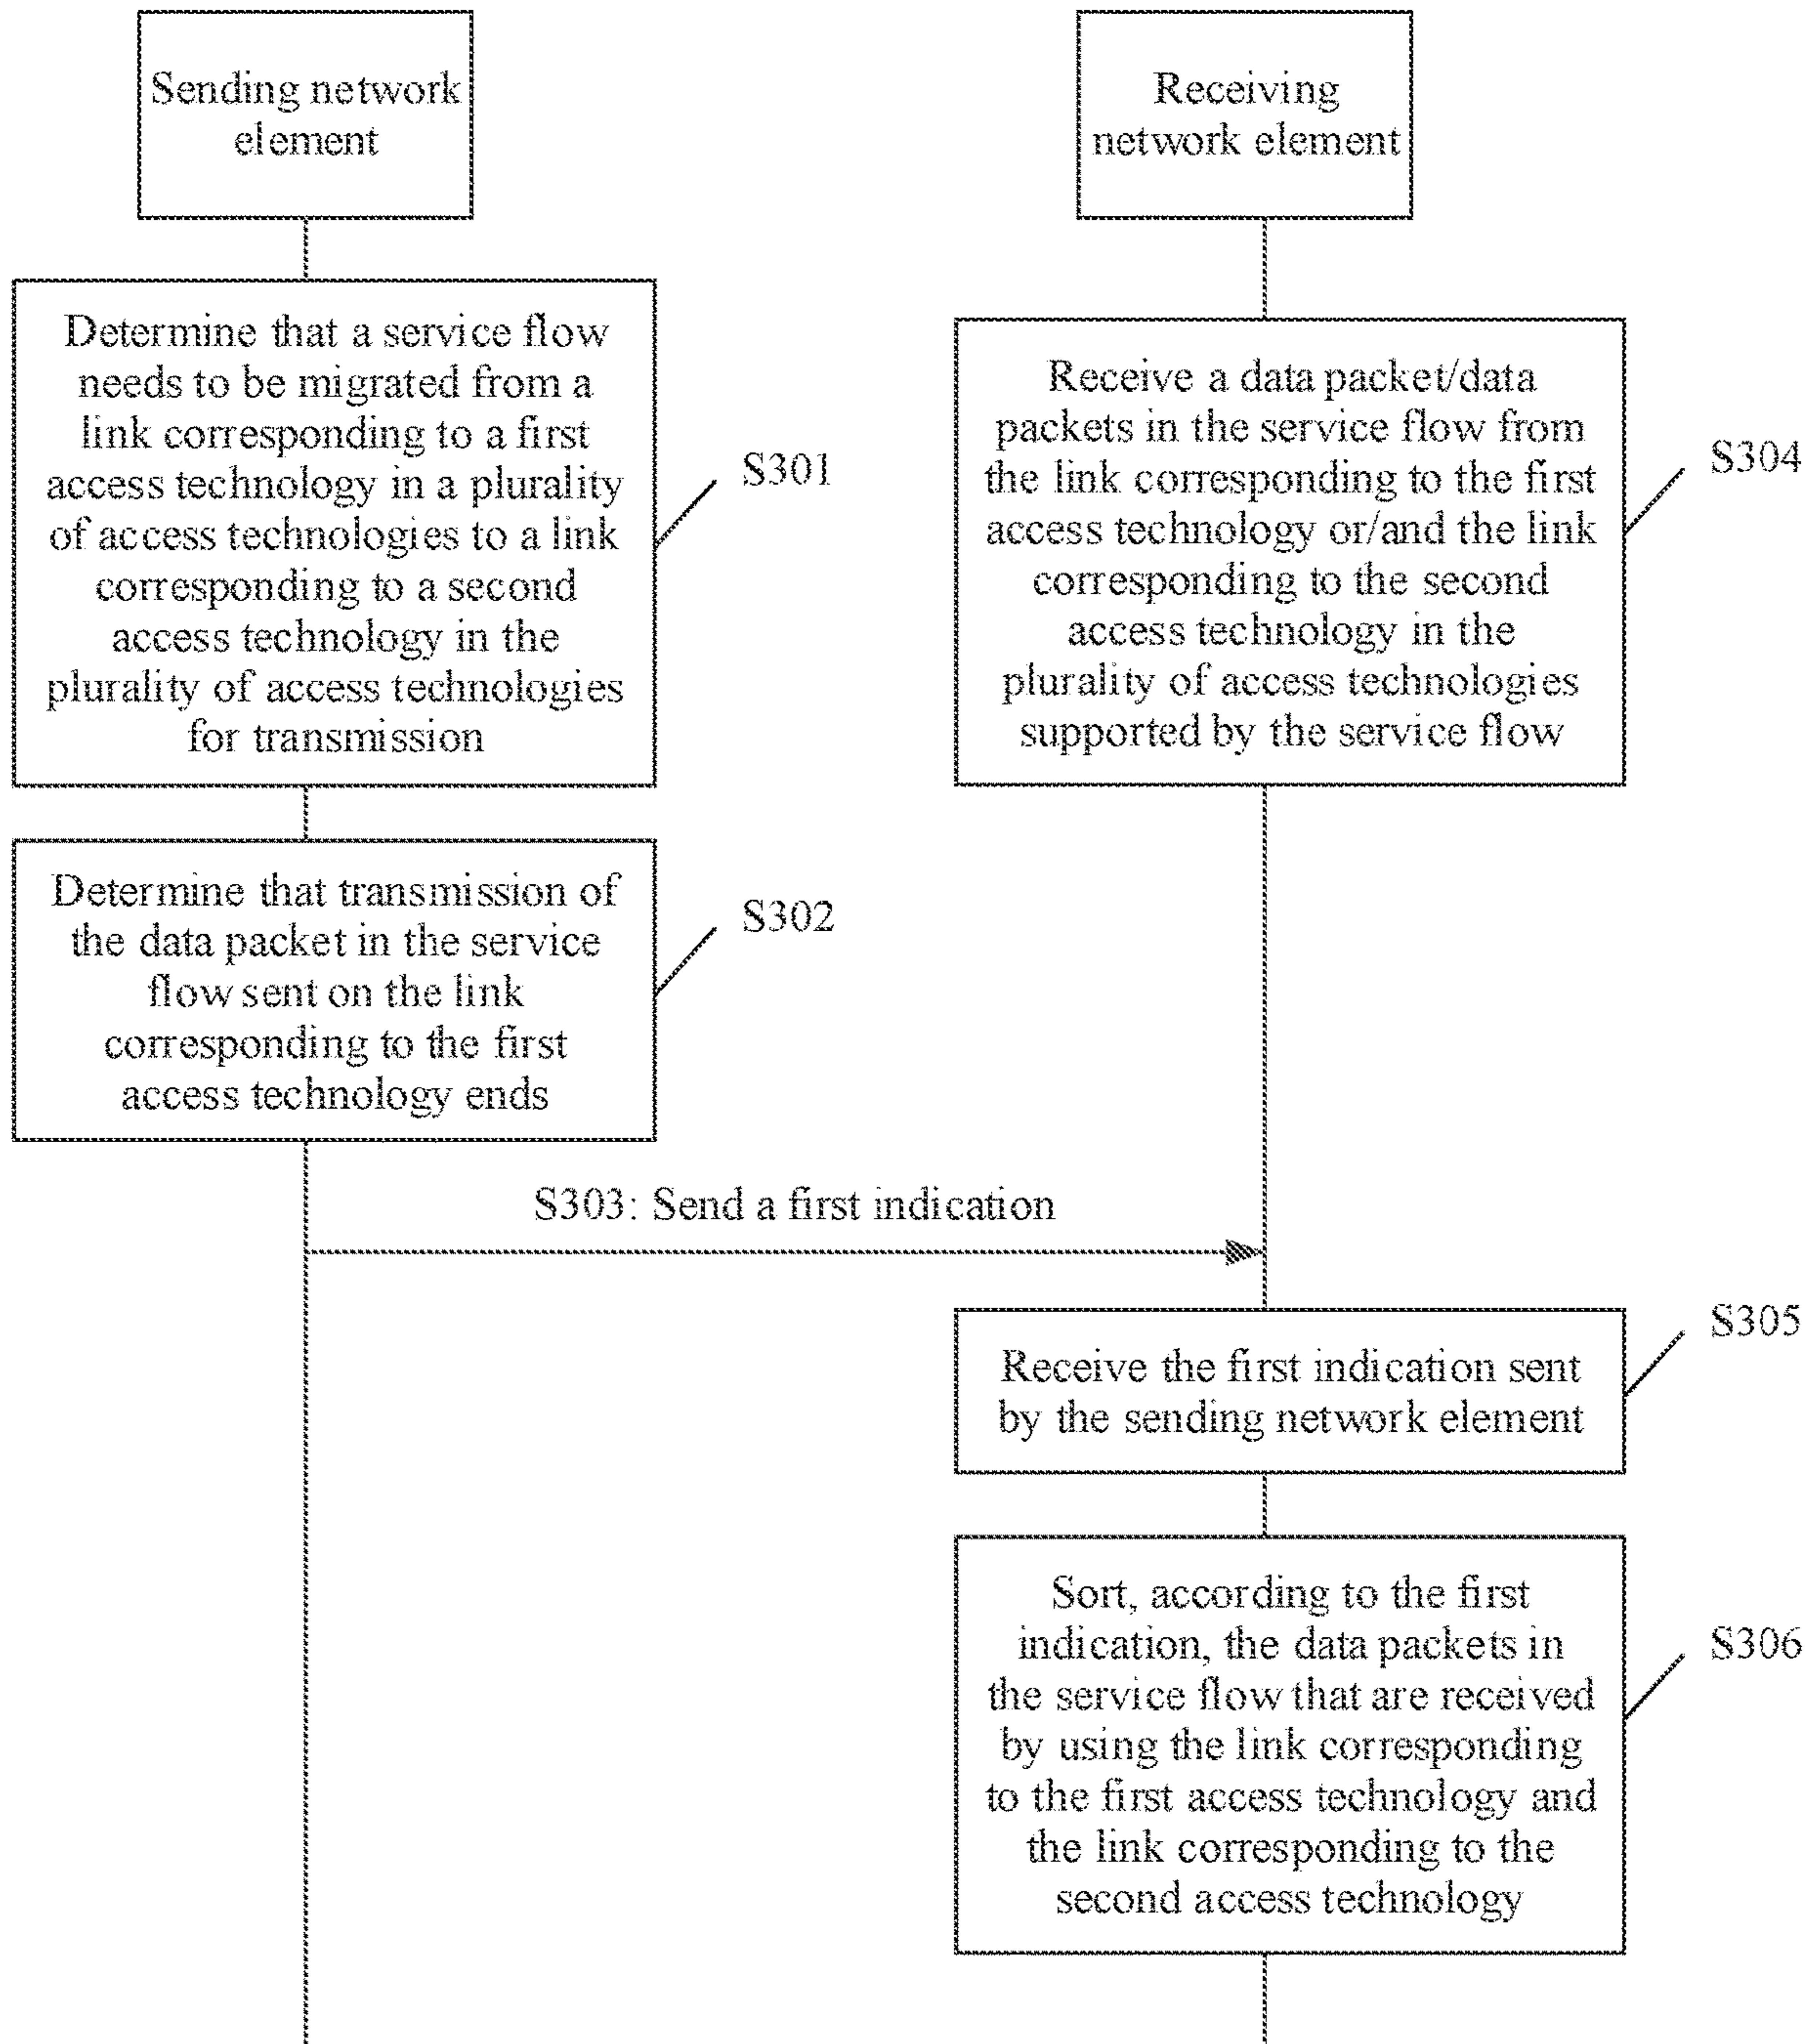 Sending network
element
Receiving
network element
Determine that a service flow
needs to be migrated from a
link corresponding to a first
access technology in a plurality
of access technologies to a link
corresponding to a second
access technology in the
plurality of access technologies
for transmission
S301
Receive a data packet/data
packets in the service flow from
the link corresponding to the first
access technology or/and the link
corresponding to the second
access technology in the
plurality of access technologies
supported by the service flow
S304
Determine that transmission of
the data packet in the service
flow sent on the link
corresponding to the first
access technology ends
S302
S303: Send a first indication
Receive the first indication sent
by the sending network element
S305
Sort, according to the first
indication, the data packets in
the service flow that are received
by using the link corresponding
to the first access technology and
the link corresponding to the
second access technology
S306